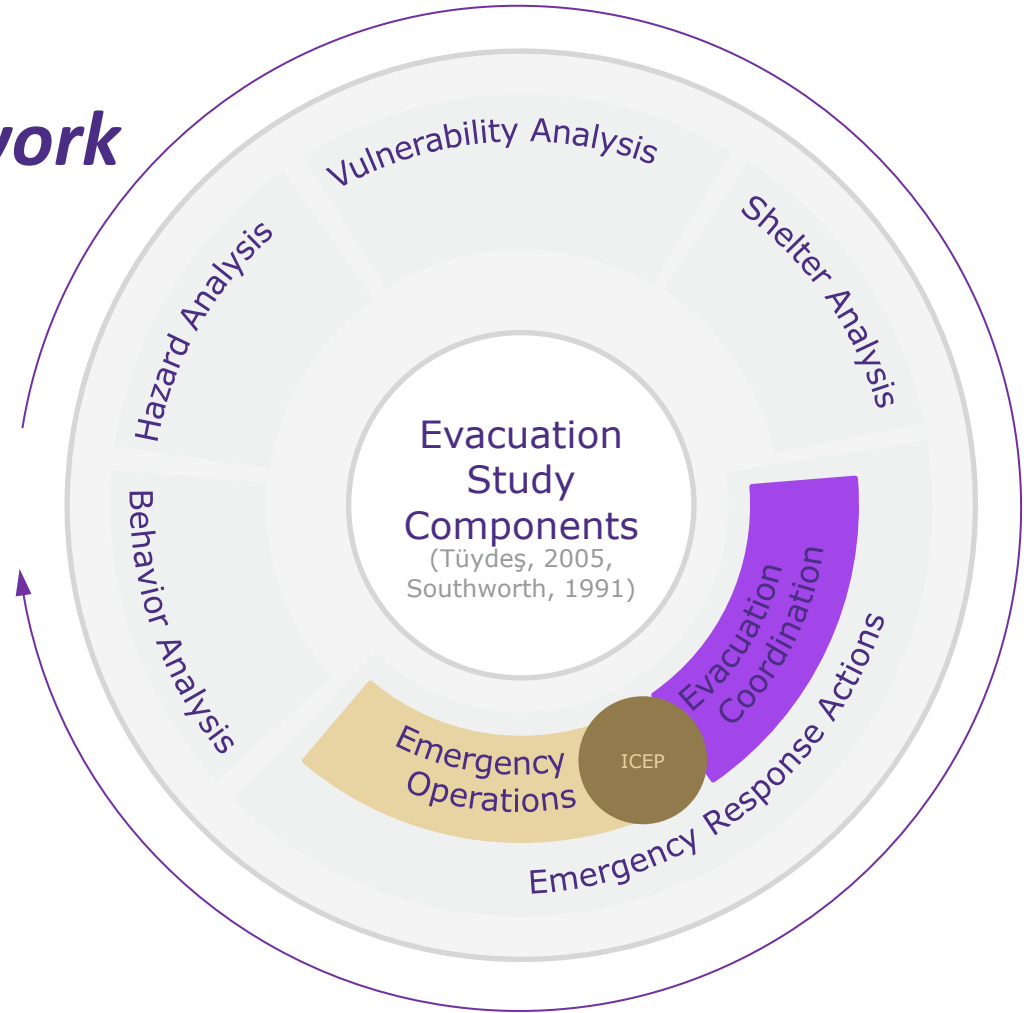 work
Vulnerability Analysis
Shelter Analysis
Hazard Analysis
Behavior Analysis
Evacuation
Study
Components
(Tüydeş, 2005,
Southworth, 1991)
Evacuation
Coordination
Emergency Response Actions
Emergency
Operations
ICEP